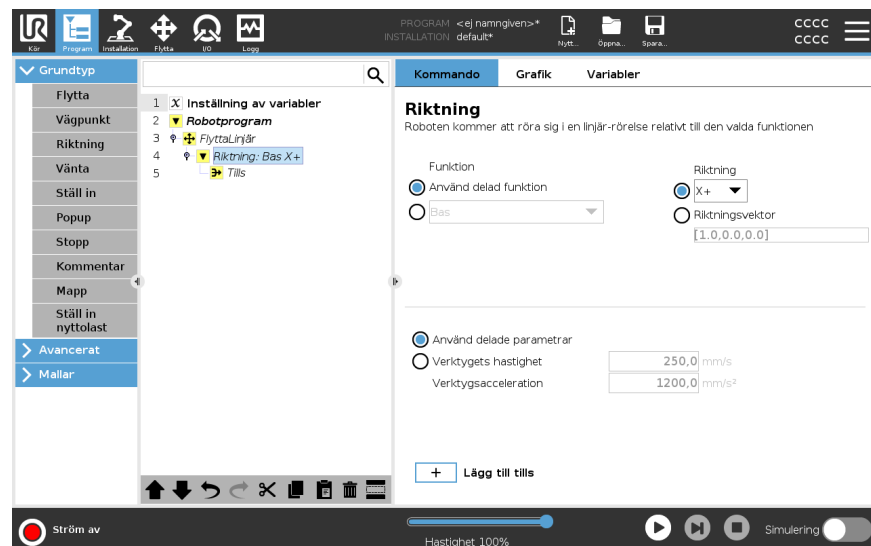 UR
Kör
Program
Installation
Flytta
I/O
Logg
PROGRAM <ej namngiven>*
INSTALLATION default*
Nytt...
Öppna...
Spara...
CCCC
CCCC
Grundtyp
Flytta
Vägpunkt
Riktning
Vänta
Ställ in
Popup
Stopp
Kommentar
Mapp
Ställ in
nyttolast
Avancerat
Mallar
1 X Inställning av variabler
2 Robotprogram
3 FlyttaLinjär
4 Riktning: Bas X+
5 Tills
Kommando Grafik Variabler
Riktning
Roboten kommer att röra sig i en linjär-rörelse relativt till den valda funktionen
Funktion
Använd delad funktion
Bas
Riktning
X+
Riktningsvektor
[1.0,0.0,0.0]
Använd delade parametrar
Verktygets hastighet 250,0 mm/s
Verktygsacceleration 1200,0 mm/s²
+ Lägg till tills
Ström av
Hastighet 100%
Simulering